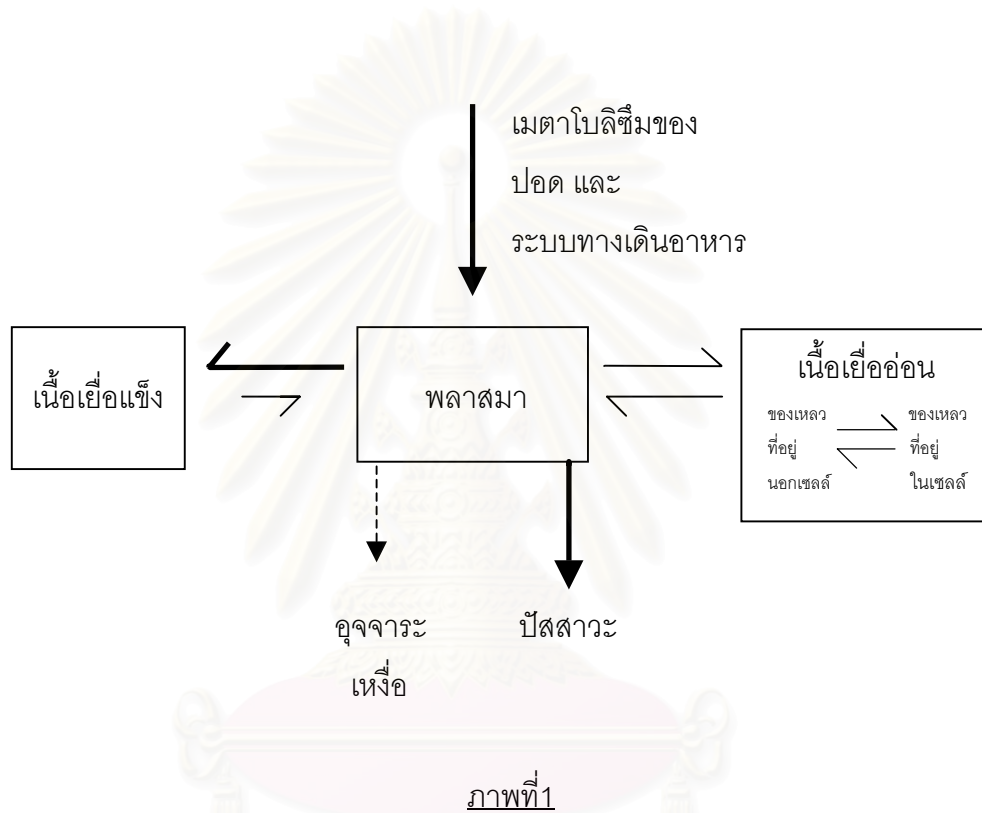 เมตาโบลิซึมของ
ปอด และ
ระบบทางเดินอาหาร
เนื้อเยื่อแข็ง
พลาสมา
เนื้อเยื่ออ่อน
ของเหลว
ที่อยู่
นอกเซลล์
ของเหลว
ที่อยู่
ในเซลล์
อุจจาระ
เหงื่อ
ปัสสาวะ
ภาพที่1